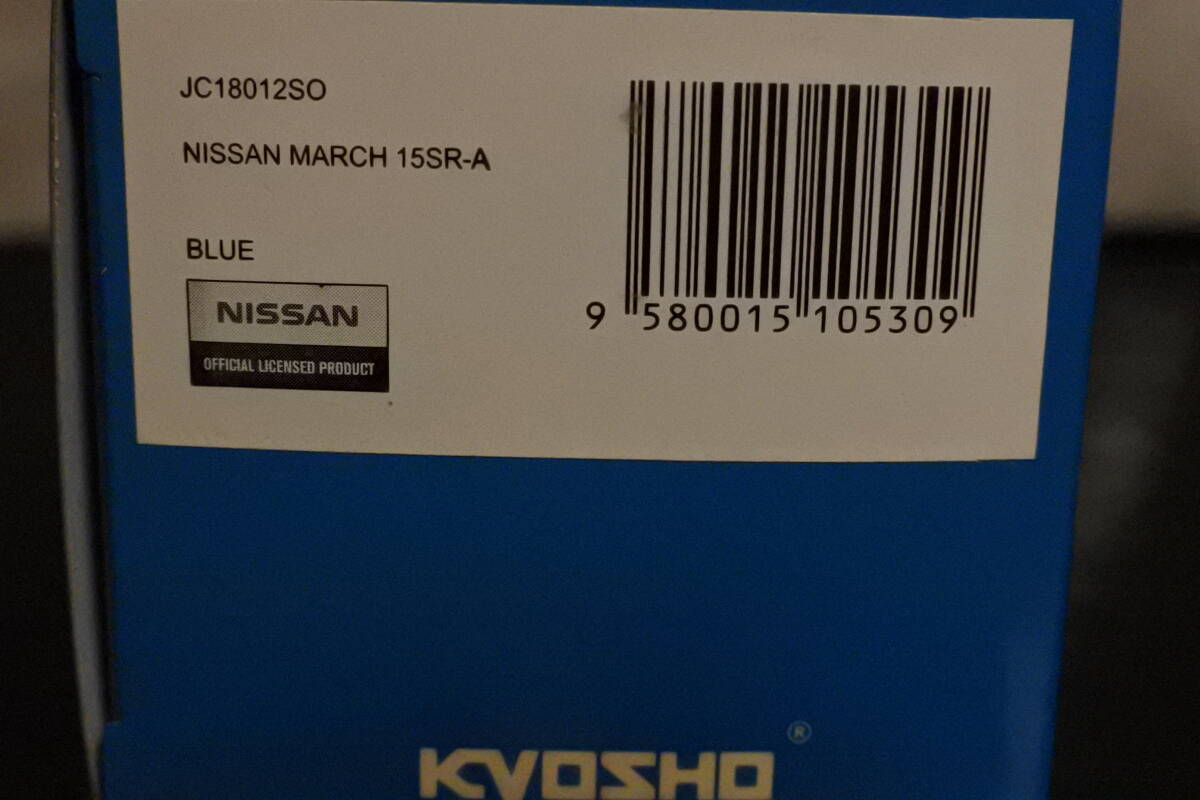 JC18012SO
NISSAN MARCH 15SR-A
BLUE
NISSAN
OFFICIAL LICENSED PRODUCT
9 580015 105309
KYOSHO ®